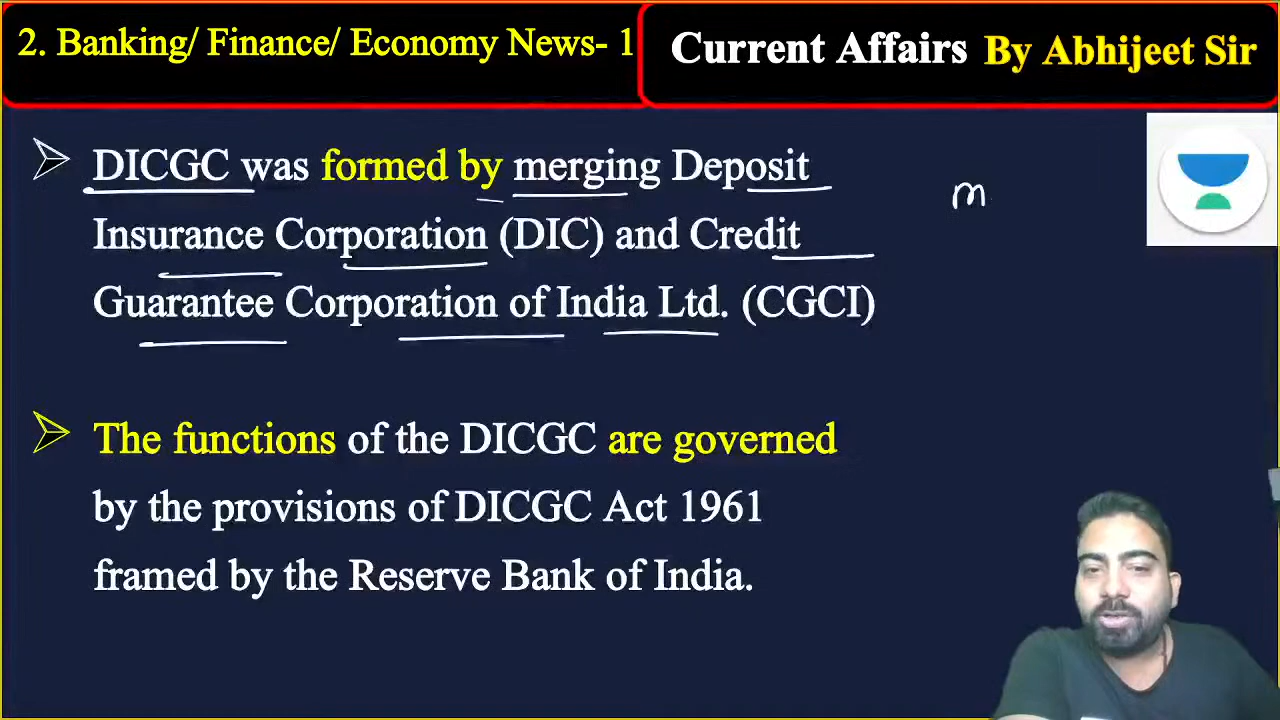 2. Banking/ Finance/ Economy News- 1
Current Affairs By Abhijeet Sir
DICGC was formed by merging Deposit
Insurance Corporation (DIC) and Credit
Guarantee Corporation of India Ltd. (CGCI)
m
The functions of the DICGC are governed
by the provisions of DICGC Act 1961
framed by the Reserve Bank of India.